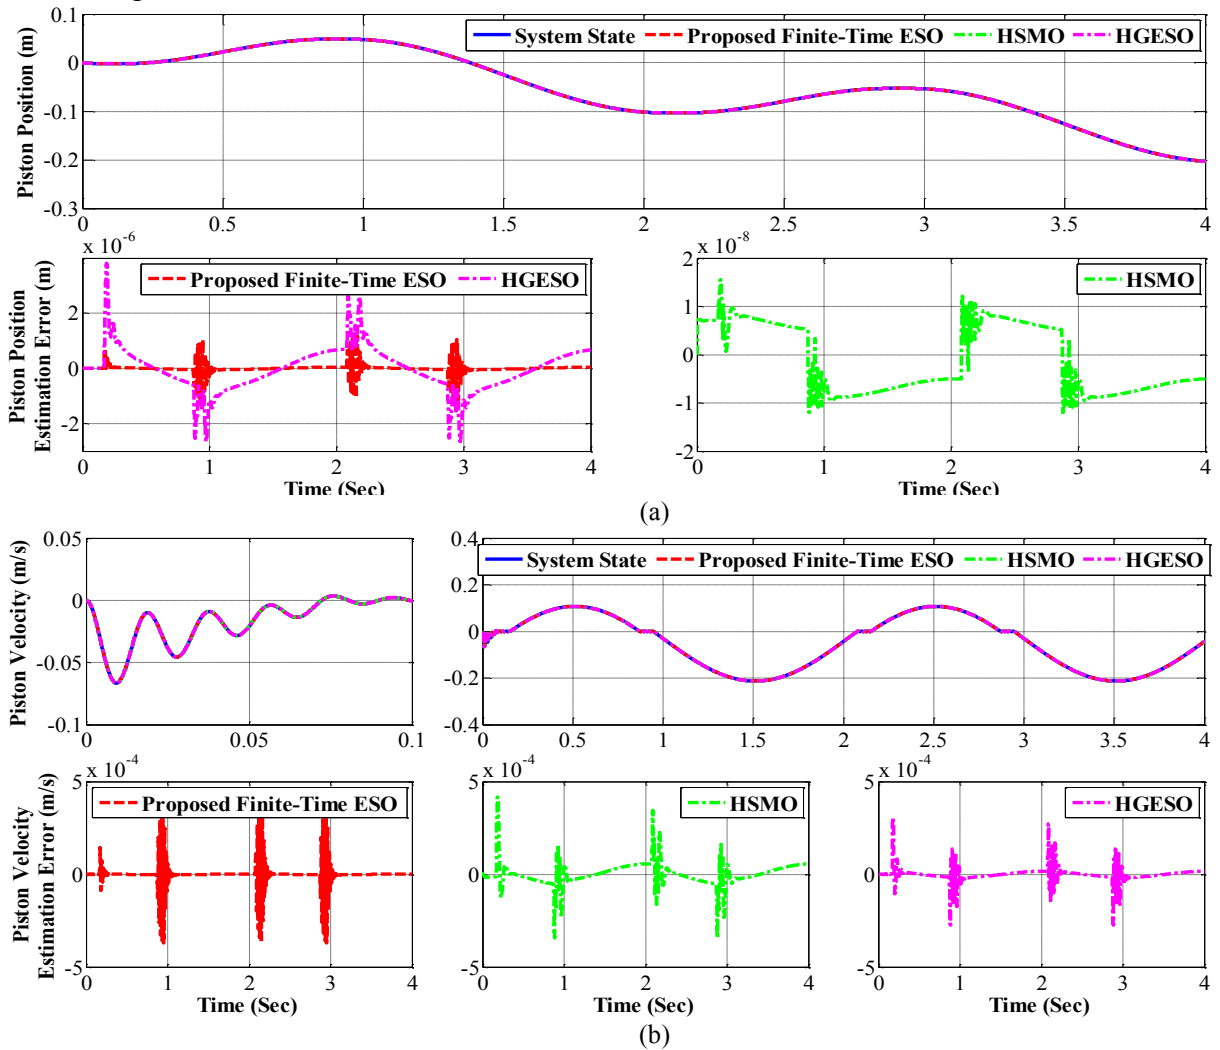 System State Proposed Finite-Time ESO HSMO HGESO
Piston Position (m)
0.1
0
-0.1
-0.2
-0.3
0 0.5 1 1.5 2 2.5 3 3.5 4
x 10^-6
Proposed Finite-Time ESO HGESO
Piston Position
Estimation Error (m)
2
0
-2
0 1 2 3 4
Time (Sec)
x 10^-8
HSMO
2
1
0
-1
-2
0 1 2 3 4
Time (Sec)
(a)
Piston Velocity (m/s)
0.05
0
-0.05
-0.1
0 0.05 0.1
System State Proposed Finite-Time ESO HSMO HGESO
0.4
0.2
0
-0.2
-0.4
0 0.5 1 1.5 2 2.5 3 3.5 4
x 10^-4
Proposed Finite-Time ESO
Piston Velocity
Estimation Error (m/s)
5
0
-5
0 1 2 3 4
Time (Sec)
x 10^-4
HSMO
5
0
-5
0 1 2 3 4
Time (Sec)
x 10^-4
HGESO
5
0
-5
0 1 2 3 4
Time (Sec)
(b)